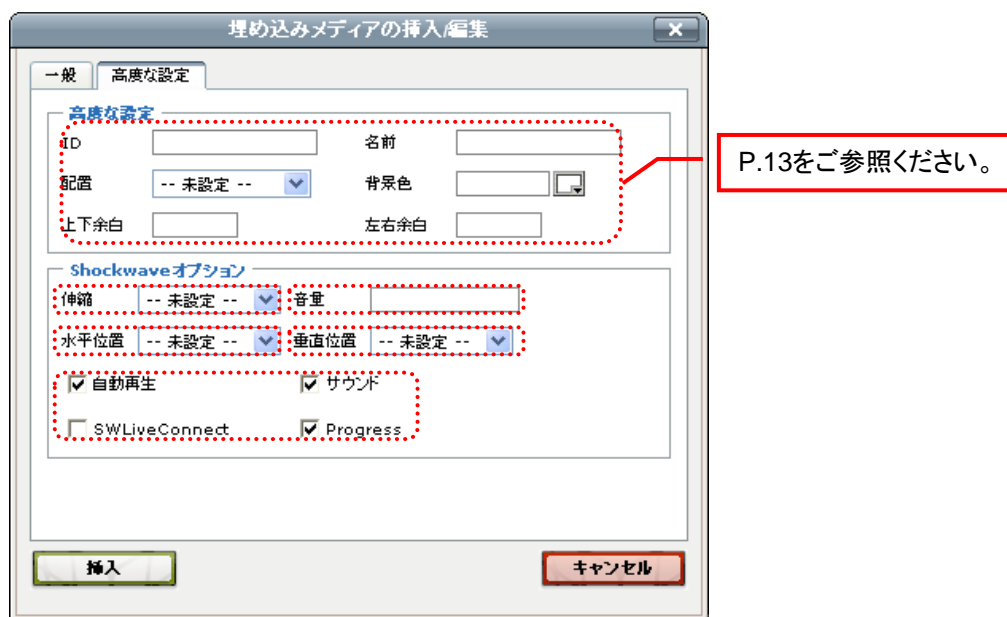 埋め込みメディアの挿入/編集
一般 高度な設定
高度な設定
ID 名前
P.13をご参照ください。
配置 -- 未設定 -- 背景色
上下余白 左右余白
Shockwaveオプション
伸縮 -- 未設定 -- 音量
水平位置 -- 未設定 -- 垂直位置 -- 未設定 --
自動再生 サウンド
SWLiveConnect Progress
挿入 キャンセル